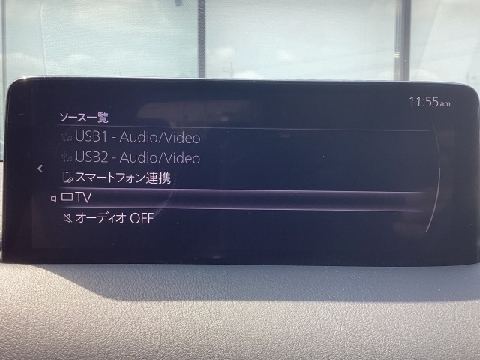 11:55am
ソース一覧
USB1 - Audio/Video
USB2 - Audio/Video
スマートフォン連携
TV
オーディオ OFF